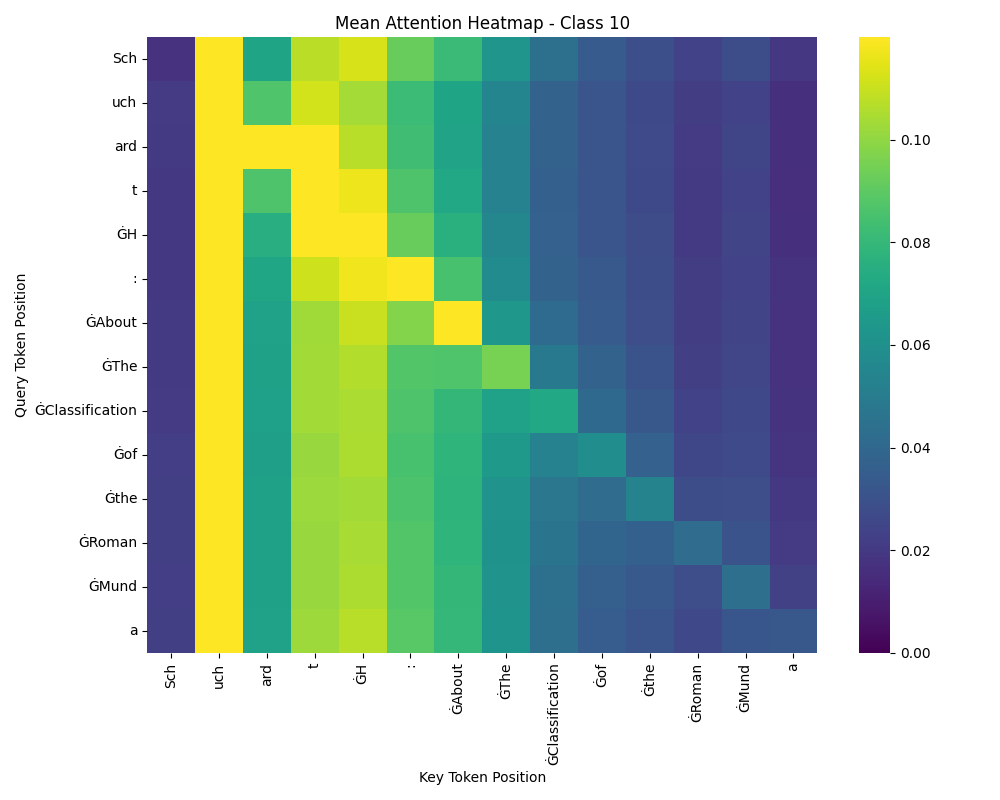 Mean Attention Heatmap - Class 10
Query Token Position
Sch
uch
ard
t
ĠH
:
ĠAbout
ĠThe
ĠClassification
Ġof
Ġthe
ĠRoman
ĠMund
a
Sch
uch
ard
t
ĠH
:
ĠAbout
ĠThe
ĠClassification
Ġof
Ġthe
ĠRoman
ĠMund
a
Key Token Position
0.10
0.08
0.06
0.04
0.02
0.00